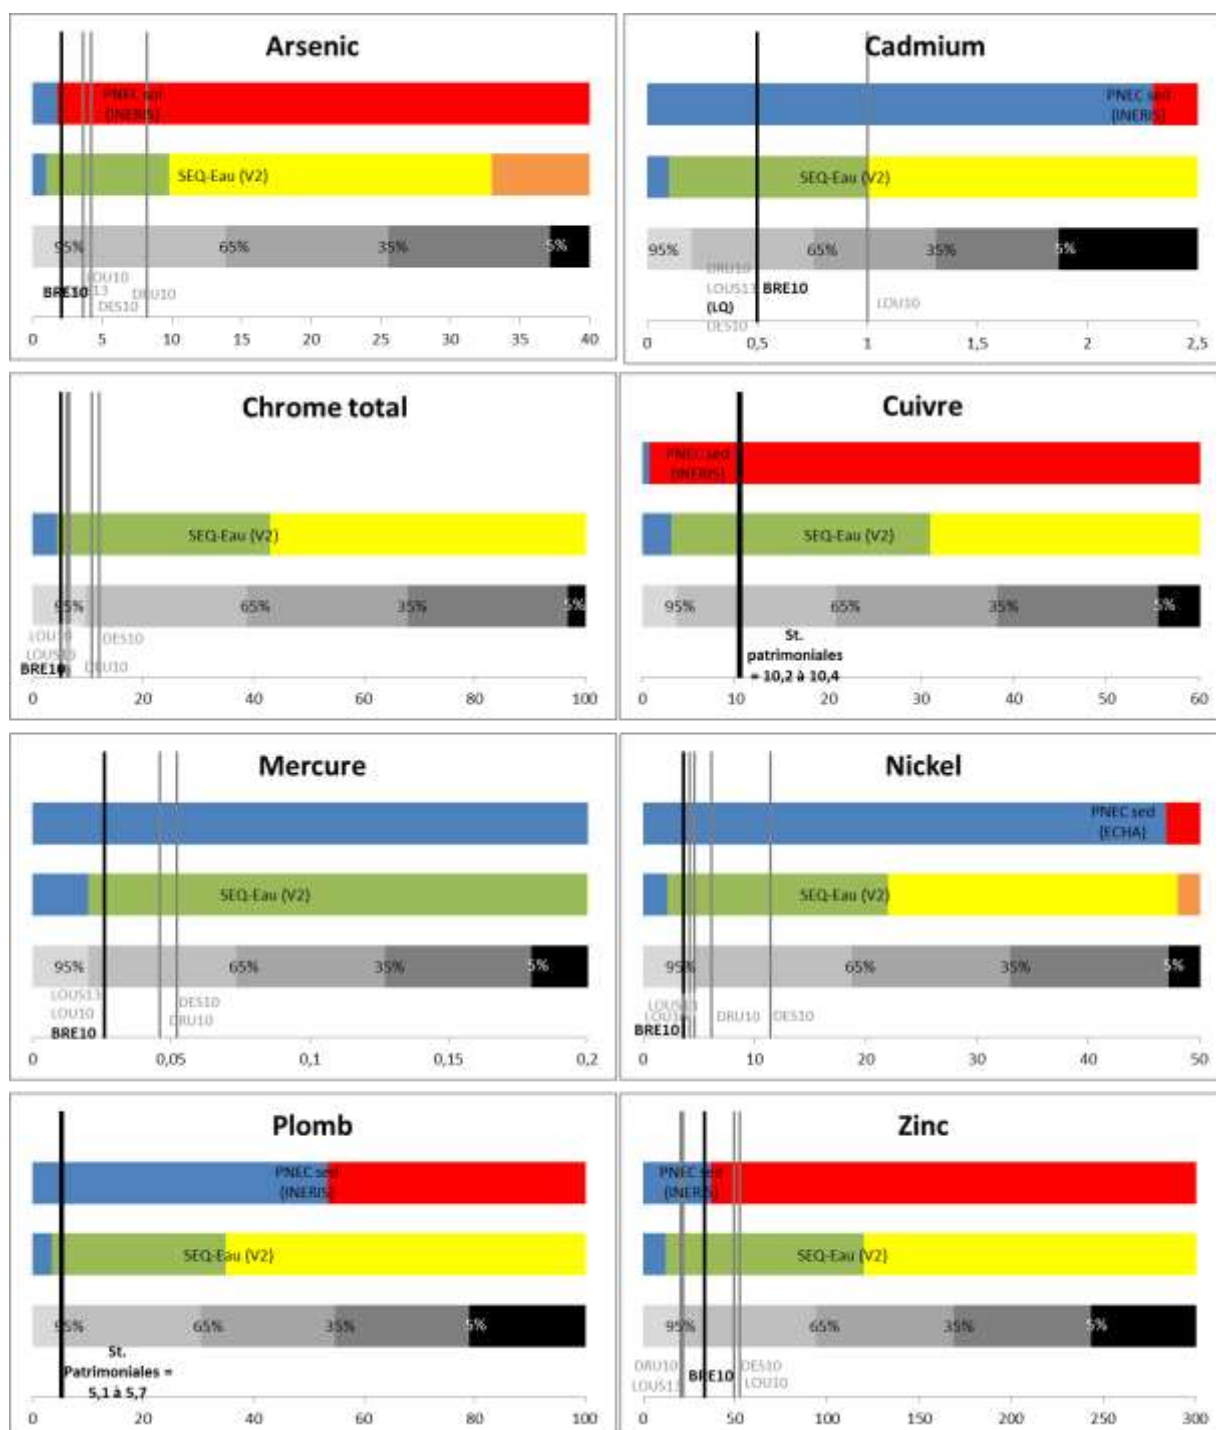 Arsenic
PNEC sol
(INERIS)
SEQ-Eau (V2)
95% 65% 35% 5%
LOU10
BRE10 13
DES10 DRU10
0 5 10 15 20 25 30 35 40
Cadmium
PNEC sed
(INERIS)
SEQ-Eau (V2)
95% 65% 35% 5%
DRU10
LOUS13 BRE10
(LQ) LOU10
DES10
0 0,5 1 1,5 2 2,5
Chrome total
SEQ-Eau (V2)
95% 65% 35% 5%
LOU10 DES10
LOUS13
BRE10 DRU10
0 20 40 60 80 100
Cuivre
PNEC sed
(INERIS)
SEQ-Eau (V2)
95% 65% 35% 5%
St.
patrimoniales
= 10,2 à 10,4
0 10 20 30 40 50 60
Mercure
SEQ-Eau (V2)
95% 65% 35% 5%
LOUS13 DES10
LOU10 DRU10
BRE10
0 0,05 0,1 0,15 0,2
Nickel
PNEC sed
(ECHA)
SEQ-Eau (V2)
95% 65% 35% 5%
LOUS13
LOU10 DRU10 DES10
BRE10
0 10 20 30 40 50
Plomb
PNEC sed
(INERIS)
SEQ-Eau (V2)
95% 65% 35% 5%
St.
Patrimoniales =
5,1 à 5,7
0 20 40 60 80 100
Zinc
PNEC sed
(INERIS)
SEQ-Eau (V2)
95% 65% 35% 5%
DRU10 BRE10 DES10
LOUS13 LOU10
0 50 100 150 200 250 300